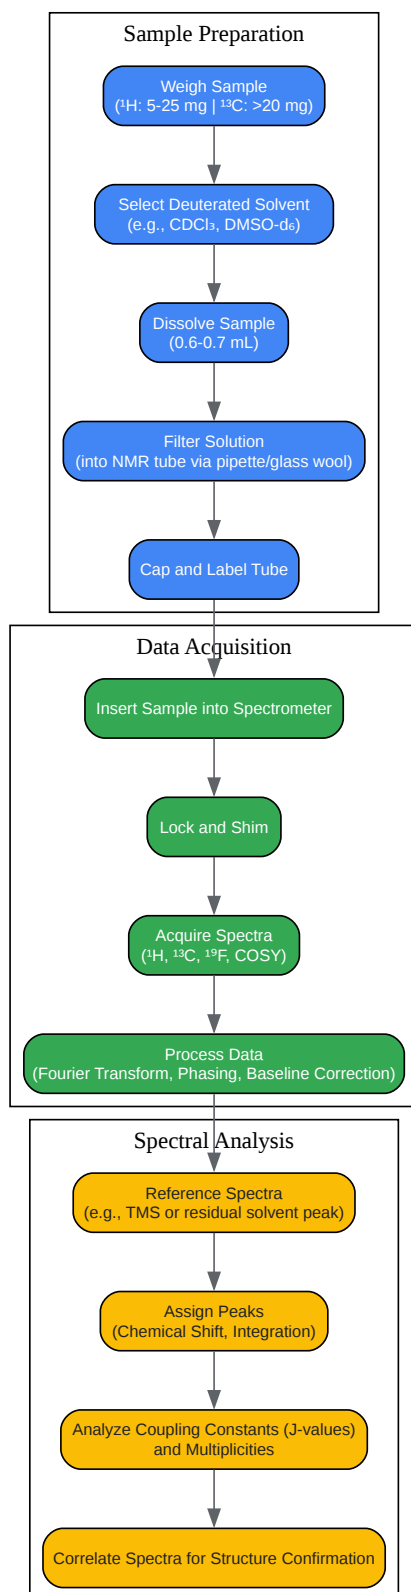 Sample Preparation
Weigh Sample
(¹H: 5-25 mg | ¹³C: >20 mg)
Select Deuterated Solvent
(e.g., CDCl₃, DMSO-d₆)
Dissolve Sample
(0.6-0.7 mL)
Filter Solution
(into NMR tube via pipette/glass wool)
Cap and Label Tube
Data Acquisition
Insert Sample into Spectrometer
Lock and Shim
Acquire Spectra
(¹H, ¹³C, ¹⁹F, COSY)
Process Data
(Fourier Transform, Phasing, Baseline Correction)
Spectral Analysis
Reference Spectra
(e.g., TMS or residual solvent peak)
Assign Peaks
(Chemical Shift, Integration)
Analyze Coupling Constants (J-values)
and Multiplicities
Correlate Spectra for Structure Confirmation